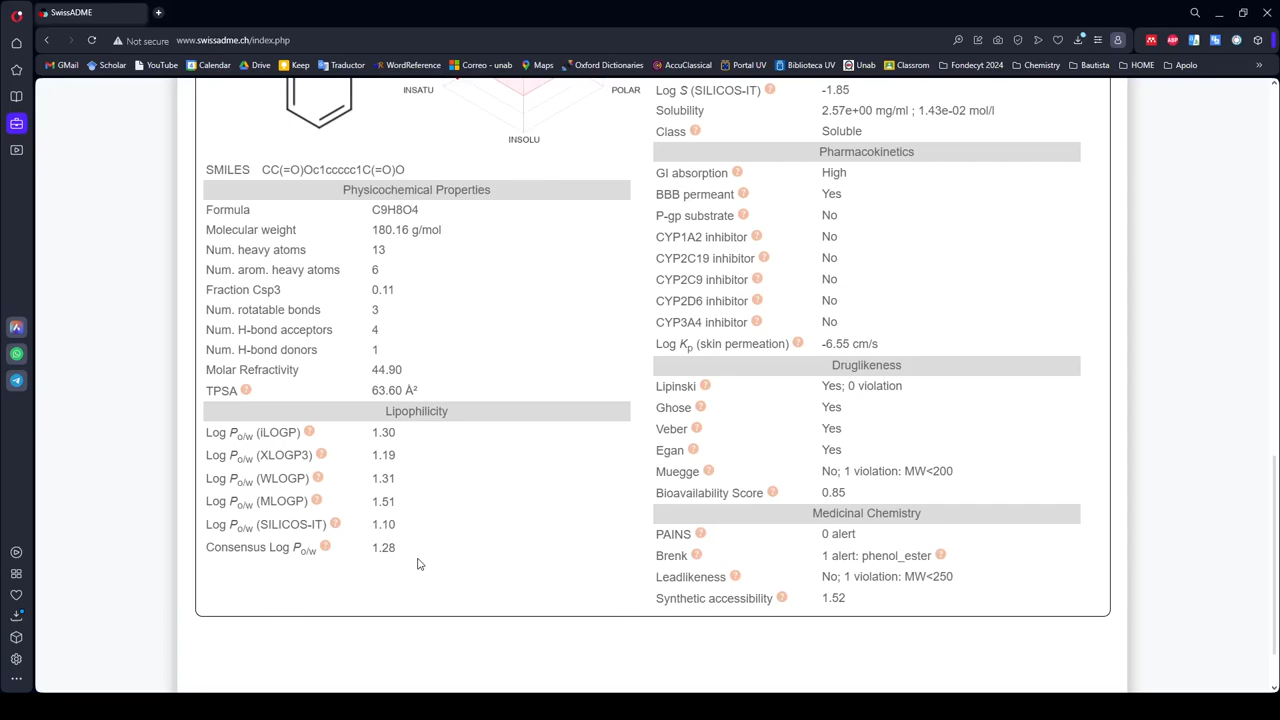 SwissADME
Not secure www.swissadme.ch/index.php
GMail Scholar YouTube Calendar Drive Keep Traductor WordReference Correo - unab Maps Oxford Dictionaries AccuClassical Portal UV Biblioteca UV Unab Classrom Fondecyt 2024 Chemistry Bautista HOME Apolo »
INSATU
POLAR
INSOLU
SMILES CC(=O)Oc1ccccc1C(=O)O
Physicochemical Properties
Formula C9H8O4
Molecular weight 180.16 g/mol
Num. heavy atoms 13
Num. arom. heavy atoms 6
Fraction Csp3 0.11
Num. rotatable bonds 3
Num. H-bond acceptors 4
Num. H-bond donors 1
Molar Refractivity 44.90
TPSA ? 63.60 Å²
Lipophilicity
Log Po/w (iLOGP) ? 1.30
Log Po/w (XLOGP3) ? 1.19
Log Po/w (WLOGP) ? 1.31
Log Po/w (MLOGP) ? 1.51
Log Po/w (SILICOS-IT) ? 1.10
Consensus Log Po/w ? 1.28
Log S (SILICOS-IT) ? -1.85
Solubility 2.57e+00 mg/ml ; 1.43e-02 mol/l
Class ? Soluble
Pharmacokinetics
GI absorption ? High
BBB permeant ? Yes
P-gp substrate ? No
CYP1A2 inhibitor ? No
CYP2C19 inhibitor ? No
CYP2C9 inhibitor ? No
CYP2D6 inhibitor ? No
CYP3A4 inhibitor ? No
Log Kp (skin permeation) ? -6.55 cm/s
Druglikeness
Lipinski ? Yes; 0 violation
Ghose ? Yes
Veber ? Yes
Egan ? Yes
Muegge ? No; 1 violation: MW<200
Bioavailability Score ? 0.85
Medicinal Chemistry
PAINS ? 0 alert
Brenk ? 1 alert: phenol_ester ?
Leadlikeness ? No; 1 violation: MW<250
Synthetic accessibility ? 1.52